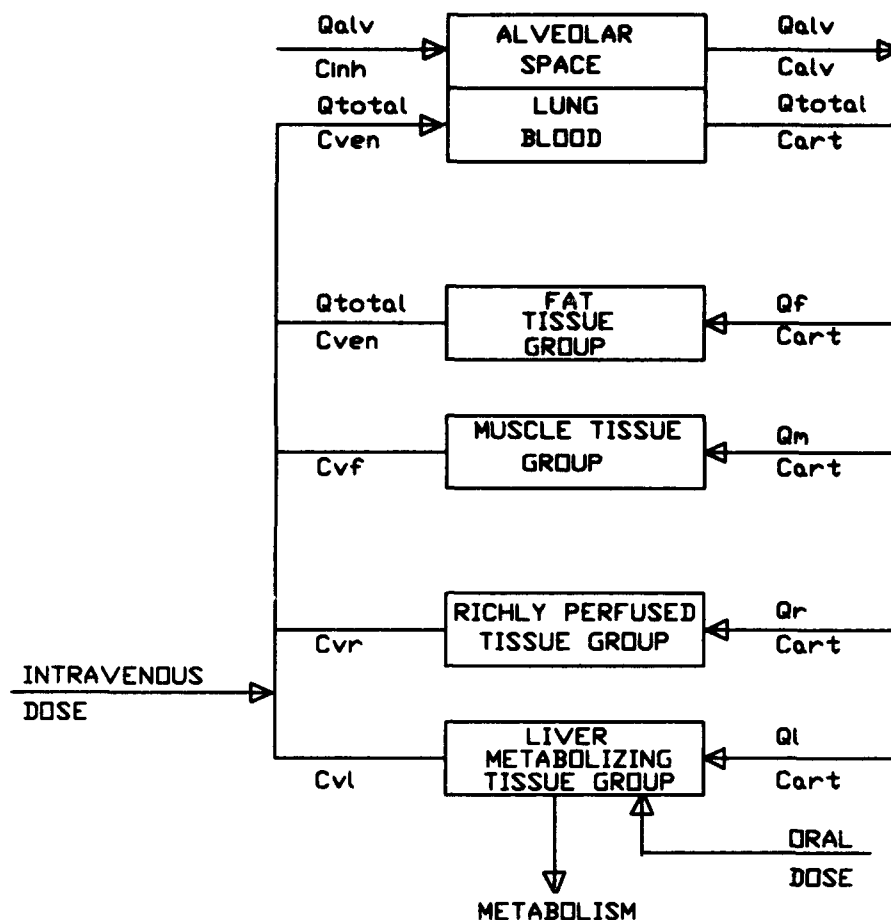 Qalv
Cinh
Qtotal
Cven
ALVEOLAR
SPACE
LUNG
BLOOD
Qalv
Calv
Qtotal
Cart
Qtotal
Cven
FAT
TISSUE
GROUP
Qf
Cart
Cvf
MUSCLE TISSUE
GROUP
Qm
Cart
Cvr
RICHLY PERFUSED
TISSUE GROUP
Qr
Cart
INTRAVENOUS
DOSE
Cvl
LIVER
METABOLIZING
TISSUE GROUP
Ql
Cart
ORAL
DOSE
METABOLISM